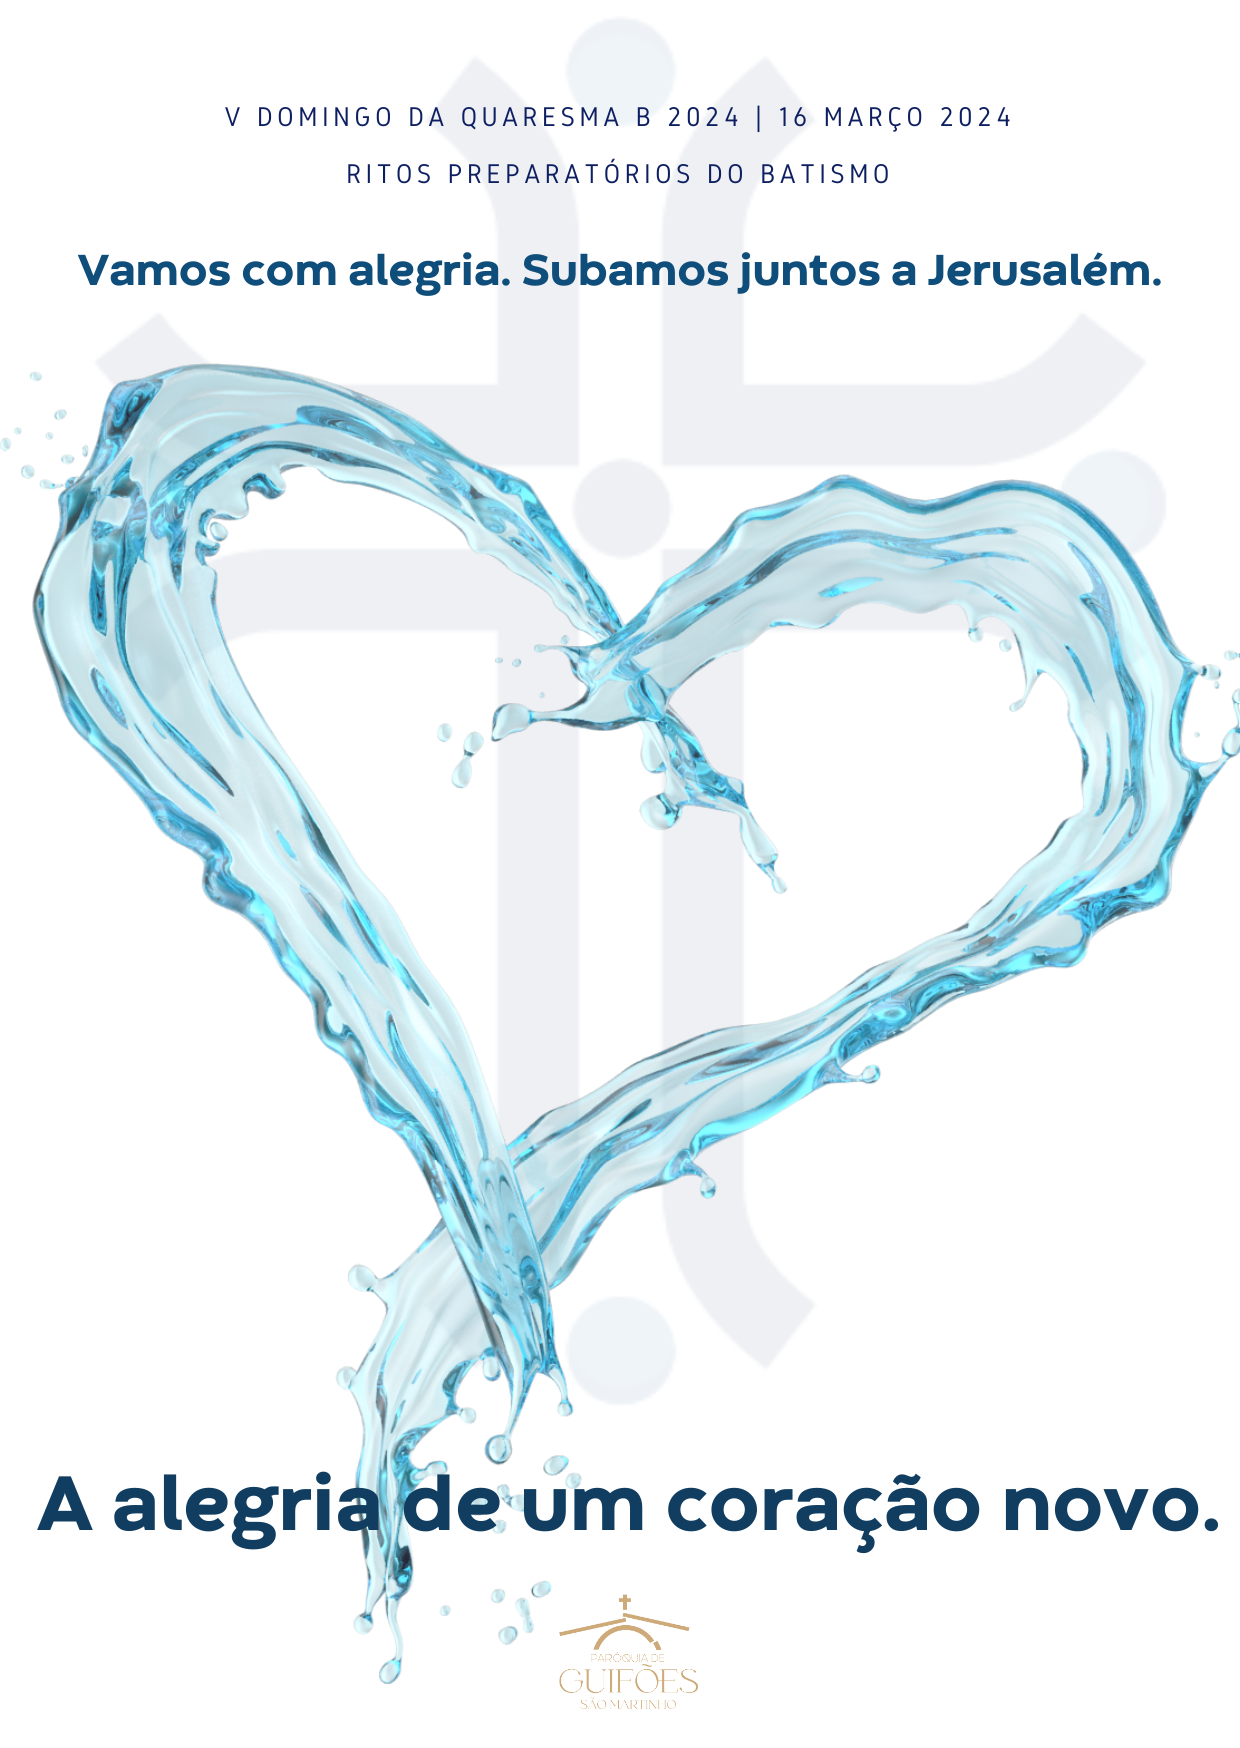 V DOMINGO DA QUARESMA B 2024 | 16 MARÇO 2024
RITOS PREPARATÓRIOS DO BATISMO
Vamos com alegria. Subamos juntos a Jerusalém.
A alegria de um coração novo.
PARÓQUIA DE
GUIFÕES
SÃO MARTINHO